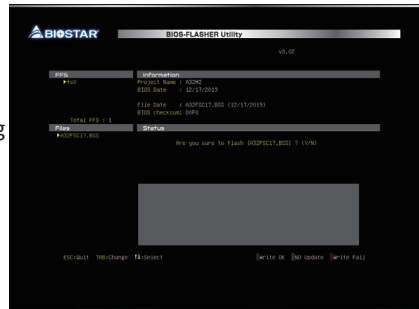 g
BIOSTAR
BIOS-FLASHER Utility
v3.02
FFS
fs0
Total FFS : 1
Information
Project Name : A32M2
BIOS Date : 12/17/2019
File Date : A32FSC17.BSS (12/17/2019)
BIOS checksum: D0F0
Files
A32FSC17.BSS
Status
Are you sure to flash [A32FSC17.BSS] ? (Y/N)
ESC:Quit TAB:Change ↑↓:Select
Write OK NO Update Write Fail